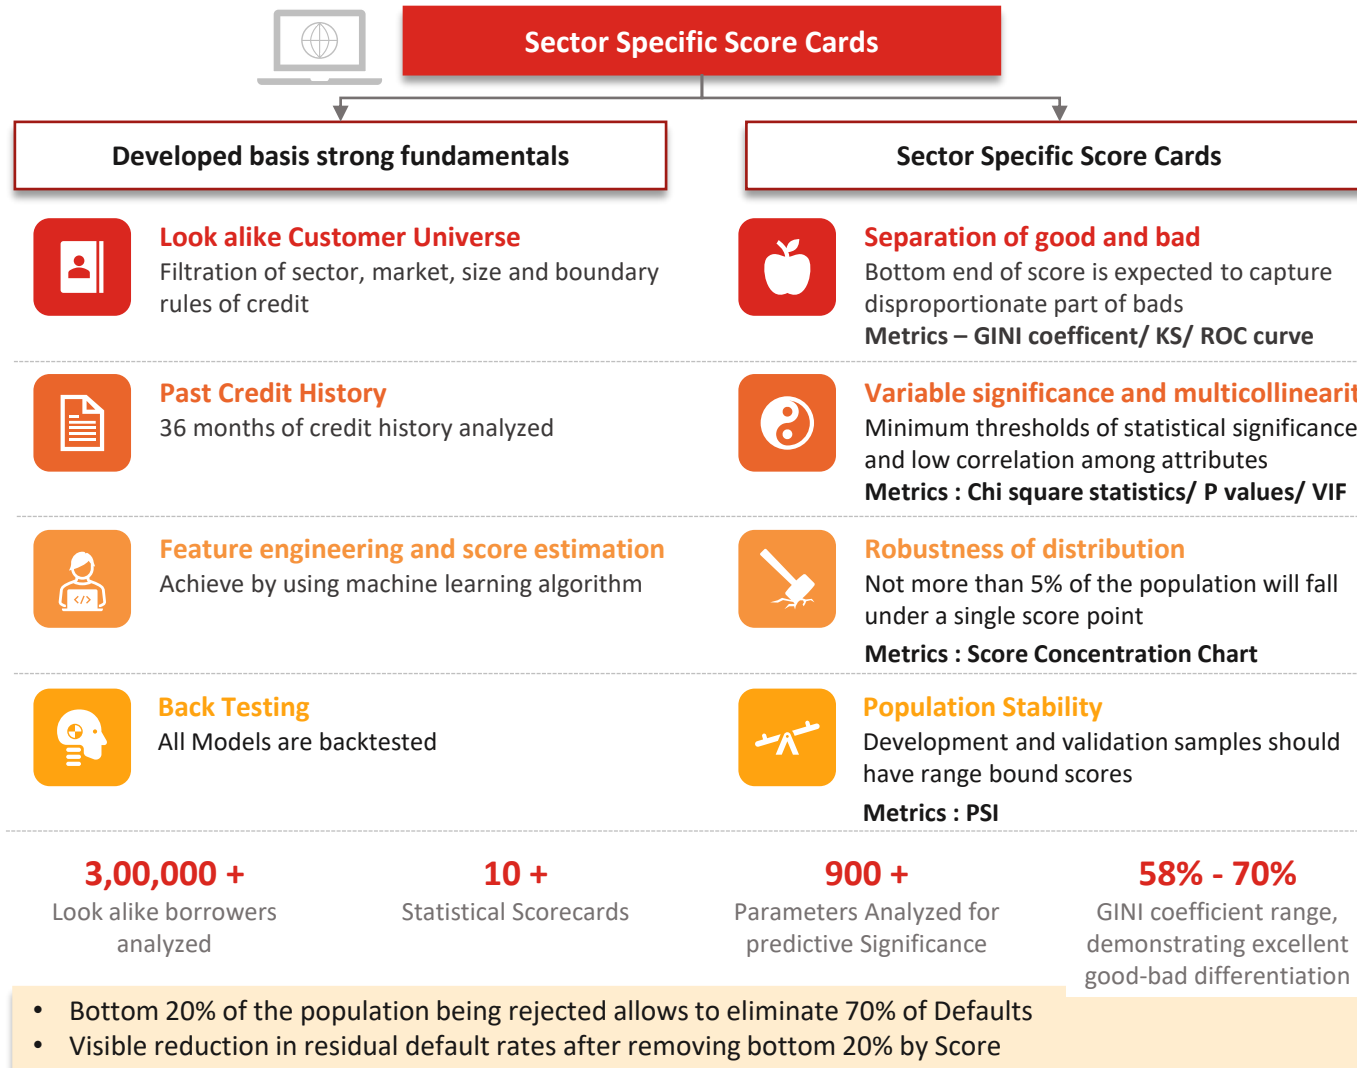 Sector Specific Score Cards
Developed basis strong fundamentals
Look alike Customer Universe
Filtration of sector, market, size and boundary
rules of credit
Past Credit History
36 months of credit history analyzed
Feature engineering and score estimation
Achieve by using machine learning algorithm
</>
Back Testing
All Models are backtested
Sector Specific Score Cards
Separation of good and bad
Bottom end of score is expected to capture
disproportionate part of bads
Metrics – GINI coefficent/ KS/ ROC curve
Variable significance and multicollinearit
Minimum thresholds of statistical significance
and low correlation among attributes
Metrics : Chi square statistics/ P values/ VIF
Robustness of distribution
Not more than 5% of the population will fall
under a single score point
Metrics : Score Concentration Chart
Population Stability
Development and validation samples should
have range bound scores
Metrics : PSI
3,00,000 +
Look alike borrowers
analyzed
10 +
Statistical Scorecards
900 +
Parameters Analyzed for
predictive Significance
58% - 70%
GINI coefficient range,
demonstrating excellent
good-bad differentiation
• Bottom 20% of the population being rejected allows to eliminate 70% of Defaults
• Visible reduction in residual default rates after removing bottom 20% by Score